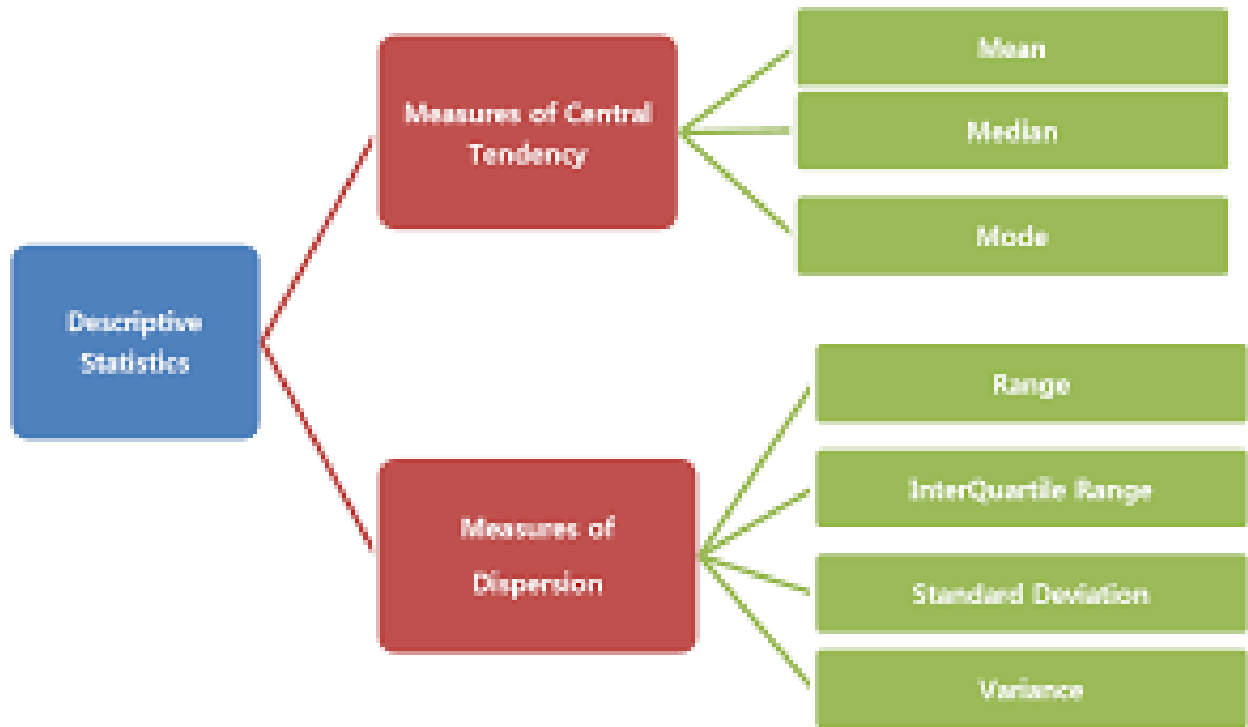 Descriptive
Statistics
Measures of Central
Tendency
Mean
Median
Mode
Measures of
Dispersion
Range
InterQuartile Range
Standard Deviation
Variance